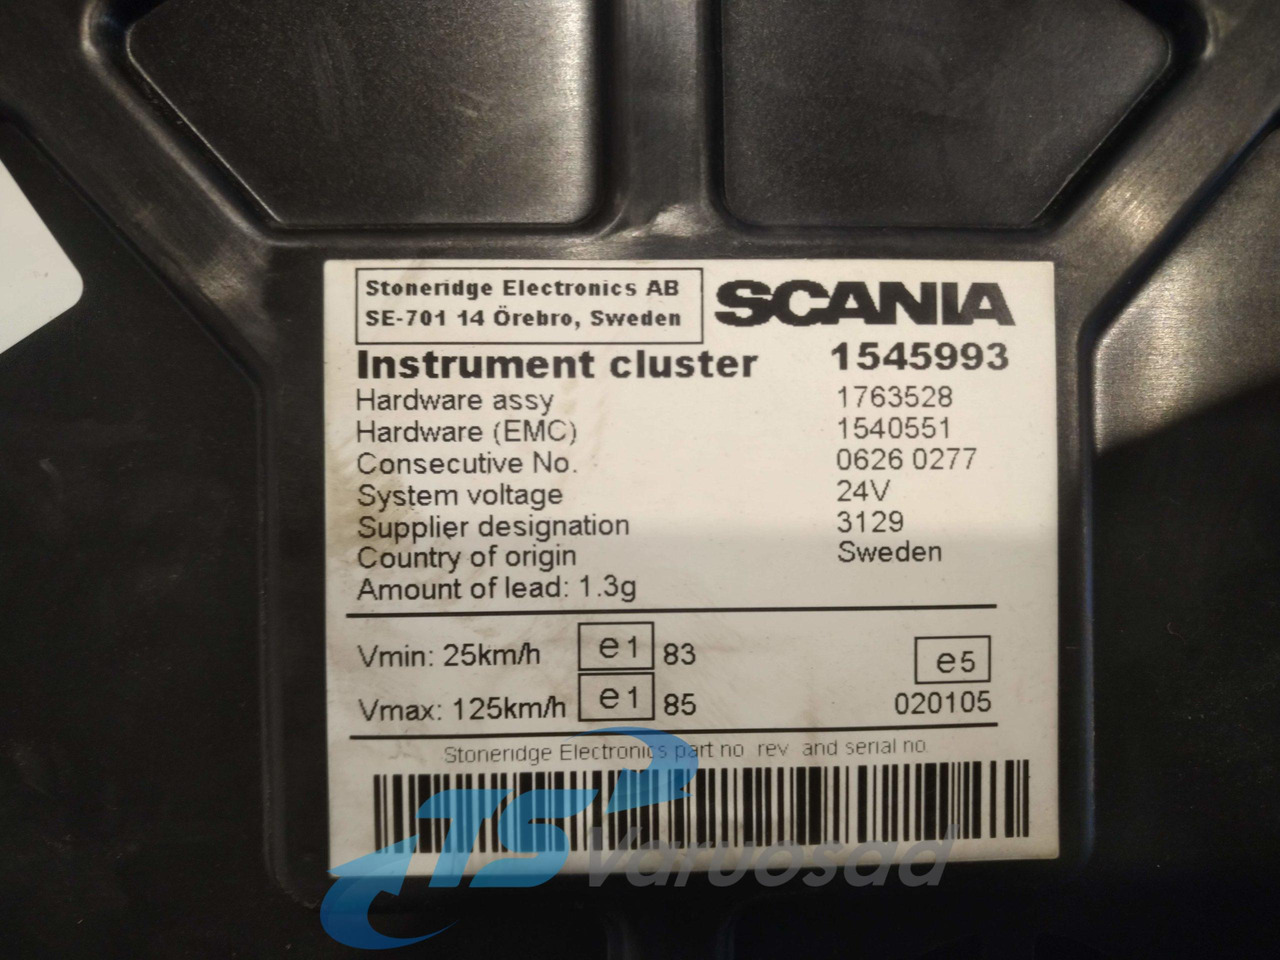 Stoneridge Electronics AB
SE-701 14 Örebro, Sweden
SCANIA
Instrument cluster 1545993
Hardware assy 1763528
Hardware (EMC) 1540551
Consecutive No. 0626 0277
System voltage 24V
Supplier designation 3129
Country of origin Sweden
Amount of lead: 1.3g
Vmin: 25km/h e1 83
e5
Vmax: 125km/h e1 85
020105
Stoneridge Electronics part no. rev. and serial no.
TS Varuosad